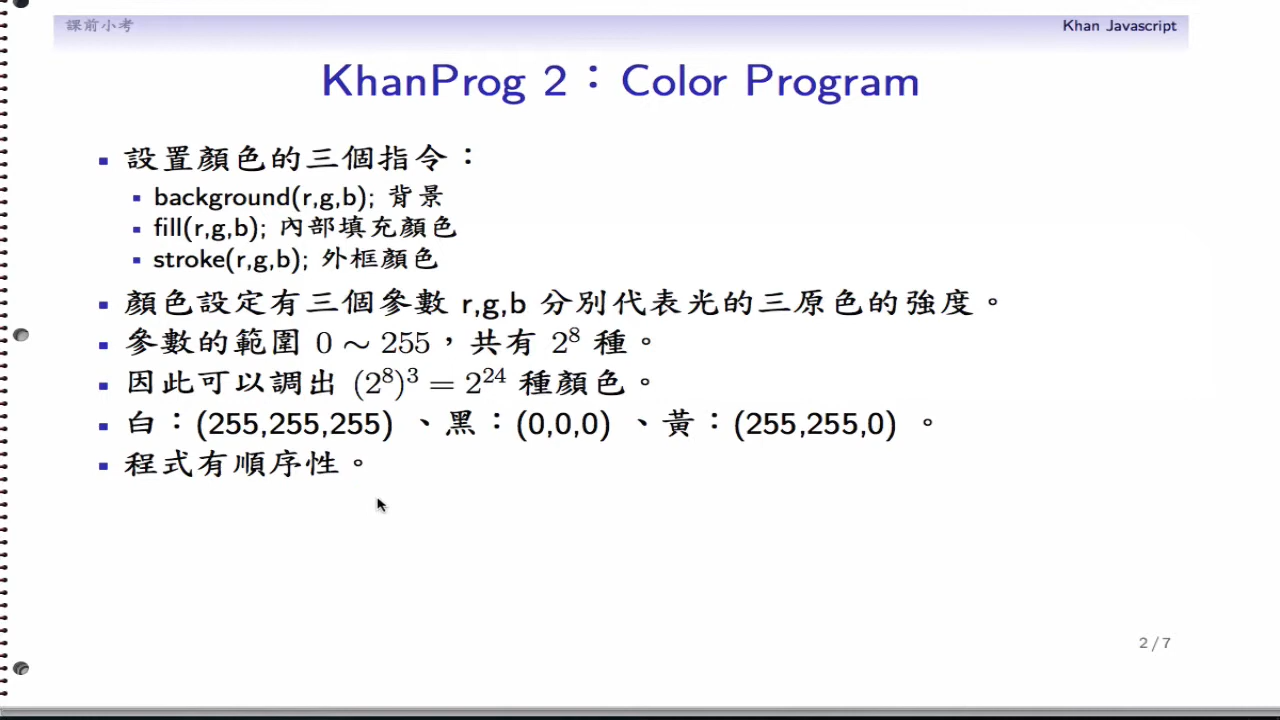 課前小考
Khan Javascript
KhanProg 2：Color Program
設置顏色的三個指令：
background(r,g,b); 背景
fill(r,g,b); 內部填充顏色
stroke(r,g,b); 外框顏色
顏色設定有三個參數 r,g,b 分別代表光的三原色的強度。
參數的範圍 0 ∼ 255，共有 2⁸ 種。
因此可以調出 (2⁸)³ = 2²⁴ 種顏色。
白：(255,255,255) 、黑：(0,0,0) 、黃：(255,255,0) 。
程式有順序性。
2 / 7